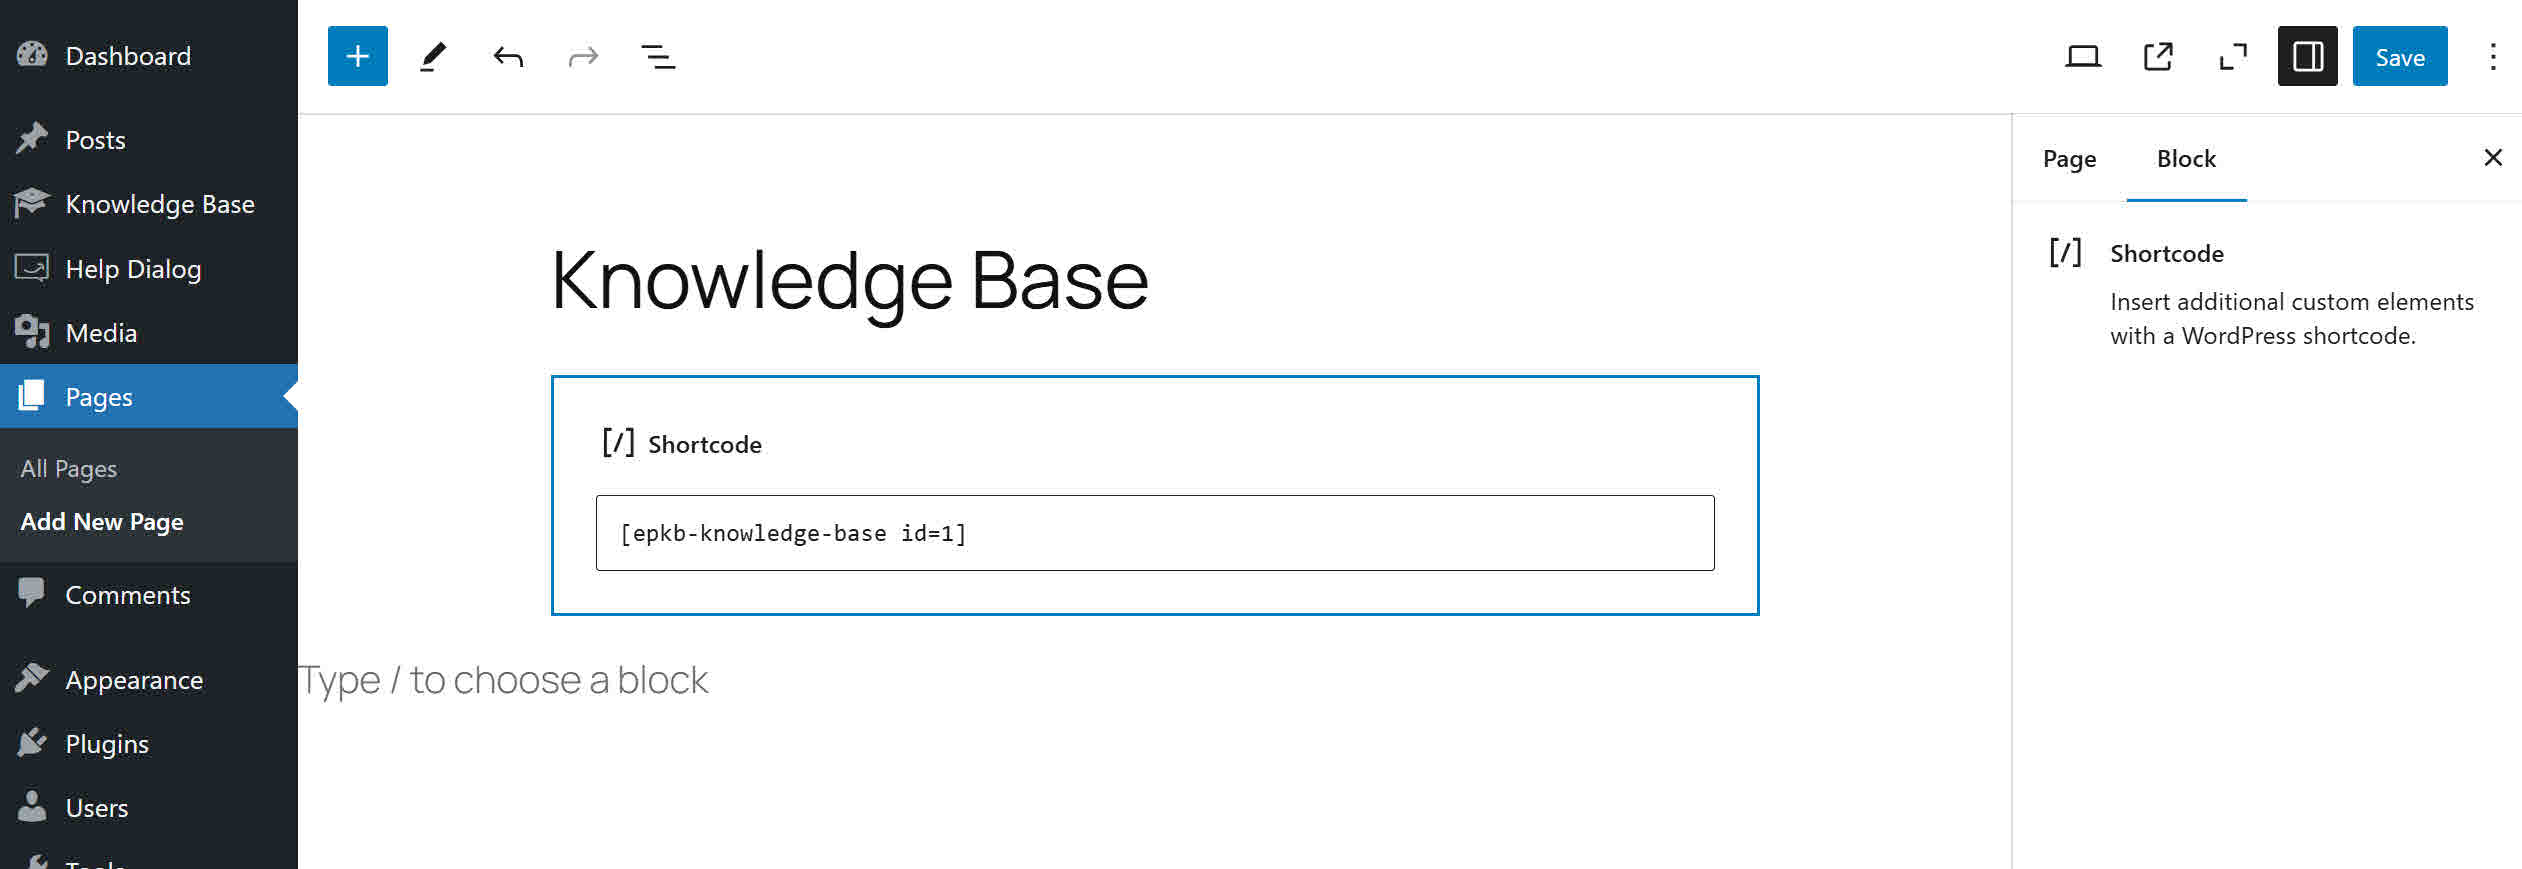 Dashboard
Posts
Knowledge Base
Help Dialog
Media
Pages
All Pages
Add New Page
Comments
Appearance
Plugins
Users
Save
Knowledge Base
[/] Shortcode
[epkb-knowledge-base id=1]
Type / to choose a block
Page Block
[/] Shortcode
Insert additional custom elements
with a WordPress shortcode.